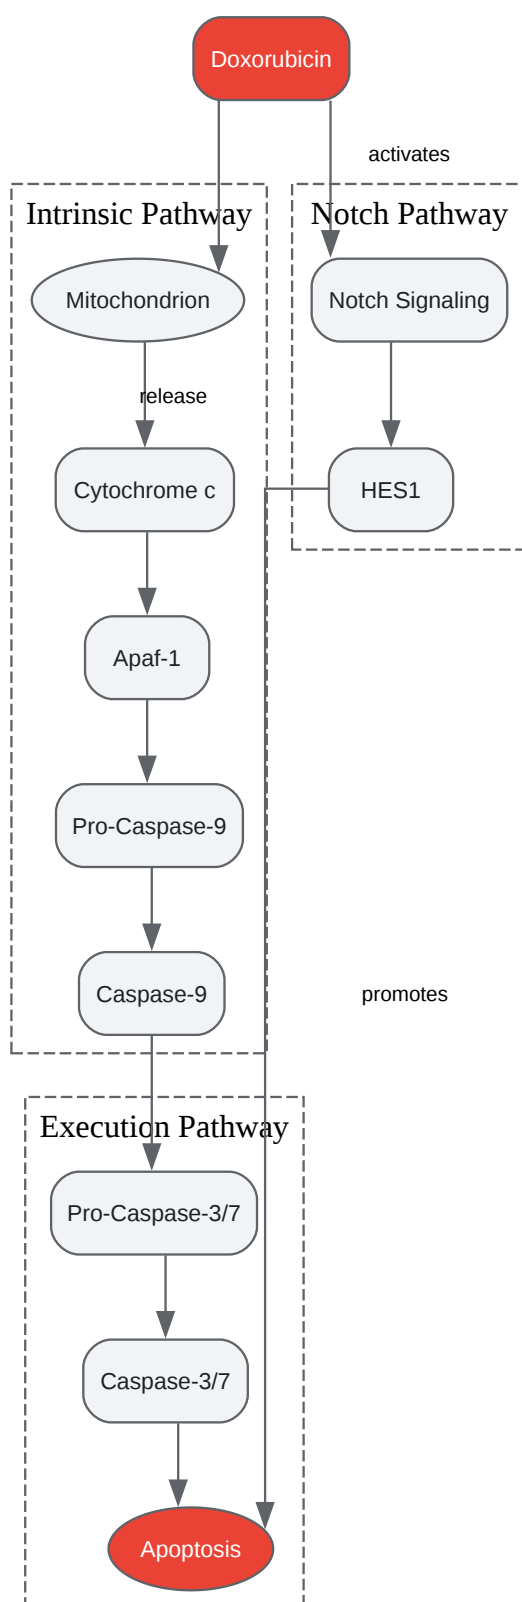 Doxorubicin
activates
Intrinsic Pathway
Notch Pathway
Mitochondrion
Notch Signaling
release
Cytochrome c
HES1
Apaf-1
Pro-Caspase-9
Caspase-9
promotes
Execution Pathway
Pro-Caspase-3/7
Caspase-3/7
Apoptosis